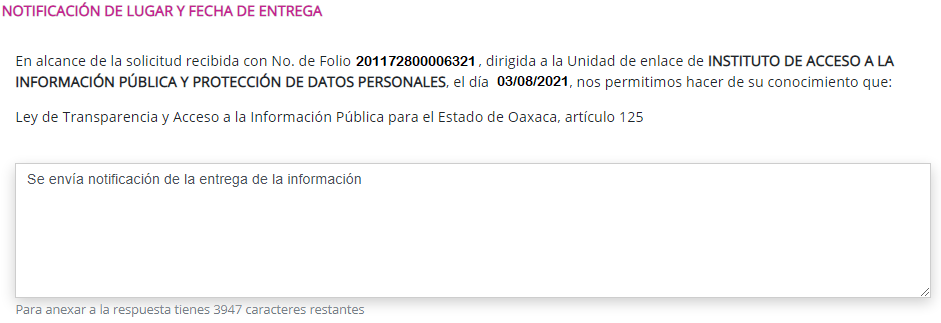 NOTIFICACIÓN DE LUGAR Y FECHA DE ENTREGA
En alcance de la solicitud recibida con No. de Folio 201172800006321, dirigida a la Unidad de enlace de INSTITUTO DE ACCESO A LA
INFORMACIÓN PÚBLICA Y PROTECCIÓN DE DATOS PERSONALES, el día 03/08/2021, nos permitimos hacer de su conocimiento que:
Ley de Transparencia y Acceso a la Información Pública para el Estado de Oaxaca, artículo 125
Se envía notificación de la entrega de la información
Para anexar a la respuesta tienes 3947 caracteres restantes